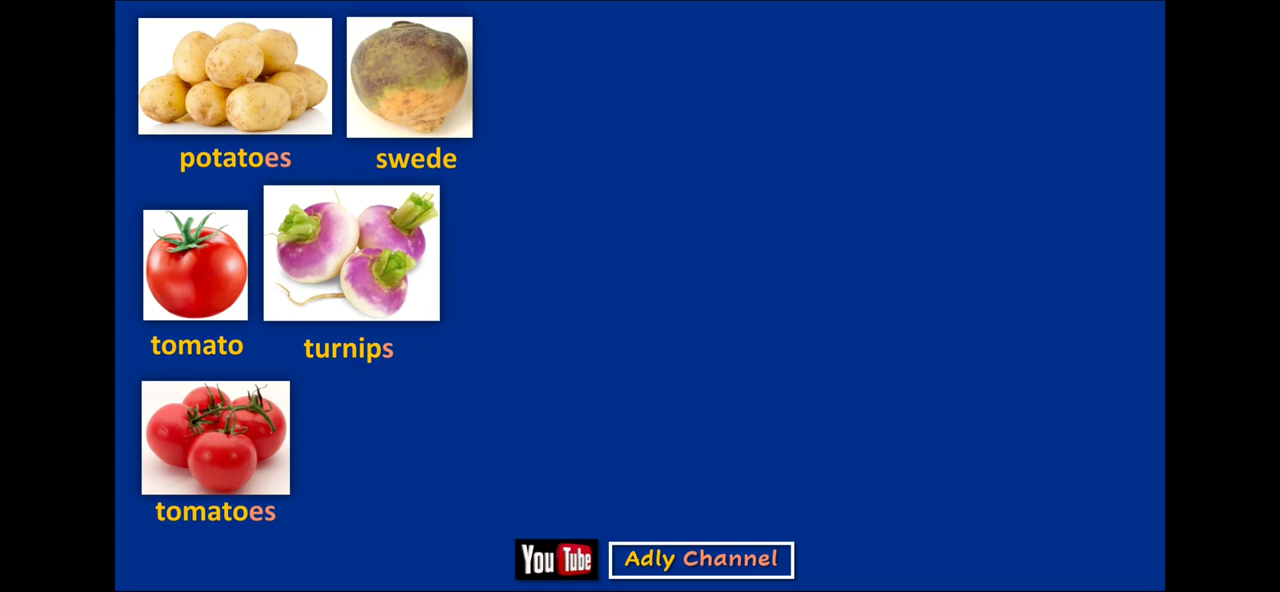 potatoes
swede
tomato
turnips
tomatoes
YouTube
Adly Channel